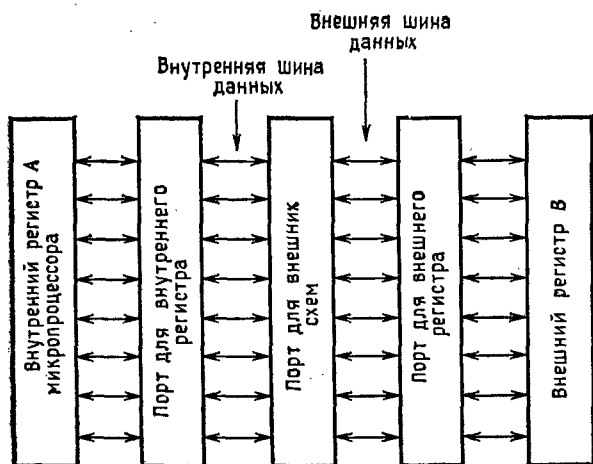 Внешняя шина
данных
Внутренняя шина
данных
Внутренний регистр А
микропроцессора
Порт для внутреннего
регистра
Порт для внешних
схем
Порт для внешнего
регистра
Внешний регистр В